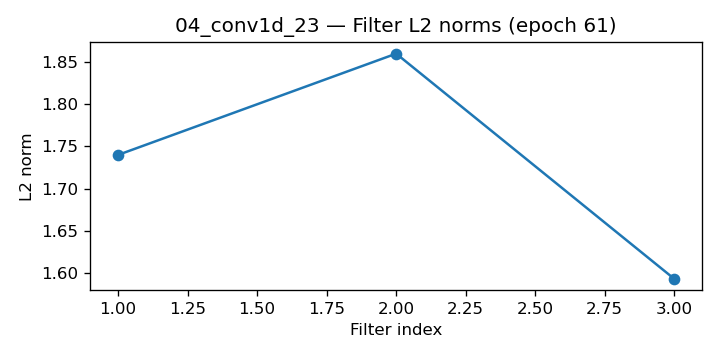 04_conv1d_23 — Filter L2 norms (epoch 61)
L2 norm
1.85
1.80
1.75
1.70
1.65
1.60
1.00 1.25 1.50 1.75 2.00 2.25 2.50 2.75 3.00
Filter index